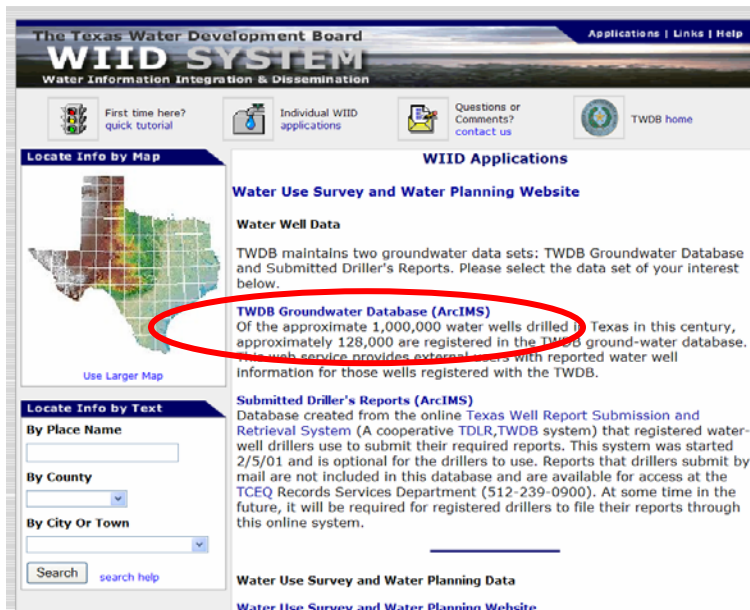 The Texas Water Development Board
WIID SYSTEM
Water Information Integration & Dissemination
Applications | Links | Help
First time here?
quick tutorial
Individual WIID
applications
Questions or
Comments?
contact us
TWDB home
Locate Info by Map
Use Larger Map
Locate Info by Text
By Place Name
By County
By City Or Town
Search search help
WIID Applications
Water Use Survey and Water Planning Website
Water Well Data
TWDB maintains two groundwater data sets: TWDB Groundwater Database
and Submitted Driller's Reports. Please select the data set of your interest
below.
TWDB Groundwater Database (ArcIMS)
Of the approximate 1,000,000 water wells drilled in Texas in this century,
approximately 128,000 are registered in the TWDB ground-water database.
This web service provides external users with reported water well
information for those wells registered with the TWDB.
Submitted Driller's Reports (ArcIMS)
Database created from the online Texas Well Report Submission and
Retrieval System (A cooperative TDLR,TWDB system) that registered water-
well drillers use to submit their required reports. This system was started
2/5/01 and is optional for the drillers to use. Reports that drillers submit by
mail are not included in this database and are available for access at the
TCEQ Records Services Department (512-239-0900). At some time in the
future, it will be required for registered drillers to file their reports through
this online system.
Water Use Survey and Water Planning Data
Water Use Survey and Water Planning Website